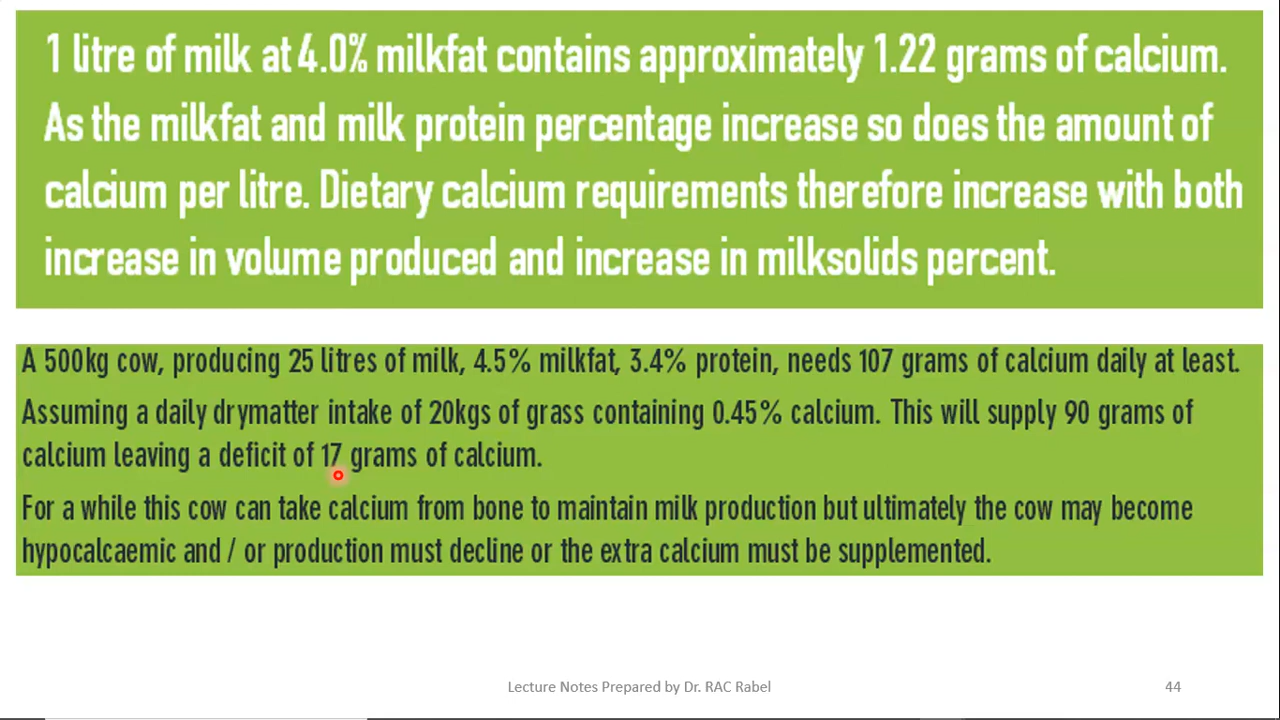 1 litre of milk at 4.0% milkfat contains approximately 1.22 grams of calcium.
As the milkfat and milk protein percentage increase so does the amount of
calcium per litre. Dietary calcium requirements therefore increase with both
increase in volume produced and increase in milksolids percent.
A 500kg cow, producing 25 litres of milk, 4.5% milkfat, 3.4% protein, needs 107 grams of calcium daily at least.
Assuming a daily drymatter intake of 20kgs of grass containing 0.45% calcium. This will supply 90 grams of
calcium leaving a deficit of 17 grams of calcium.
For a while this cow can take calcium from bone to maintain milk production but ultimately the cow may become
hypocalcaemic and / or production must decline or the extra calcium must be supplemented.
Lecture Notes Prepared by Dr. RAC Rabel
44